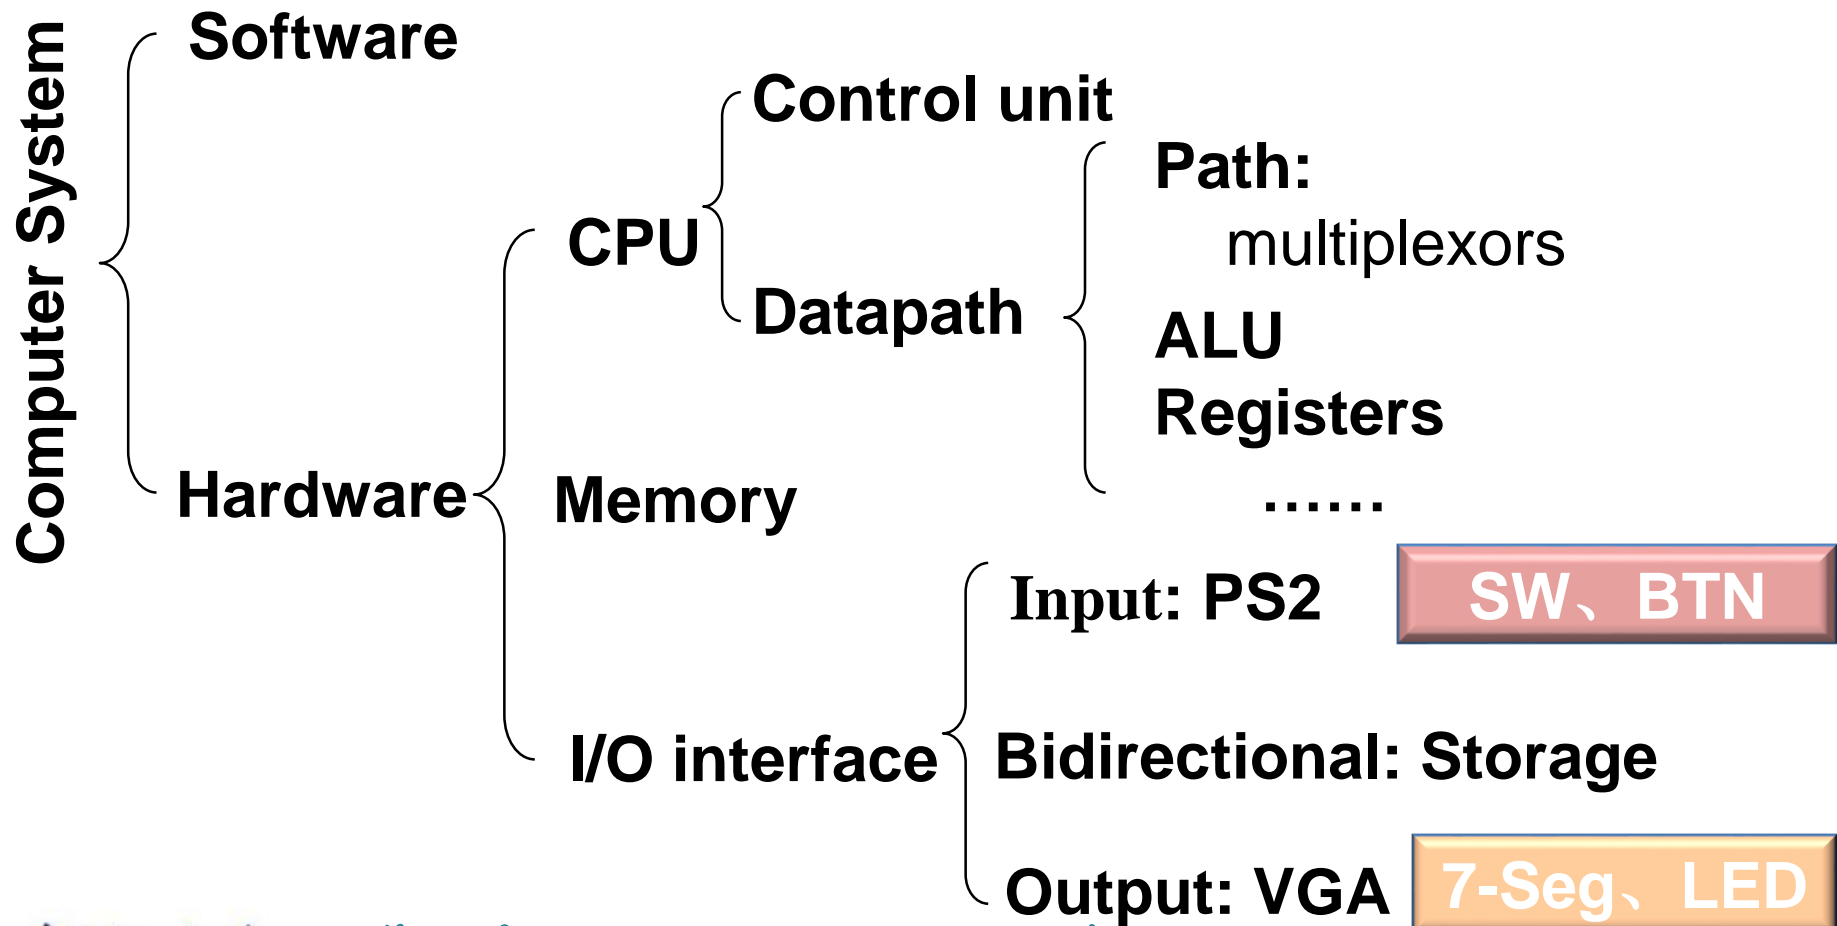 Computer System
Software
Control unit
Path:
multiplexors
CPU
Datapath
ALU
Registers
Hardware
Memory
……
Input: PS2
SW、BTN
I/O interface
Bidirectional: Storage
Output: VGA
7-Seg、LED